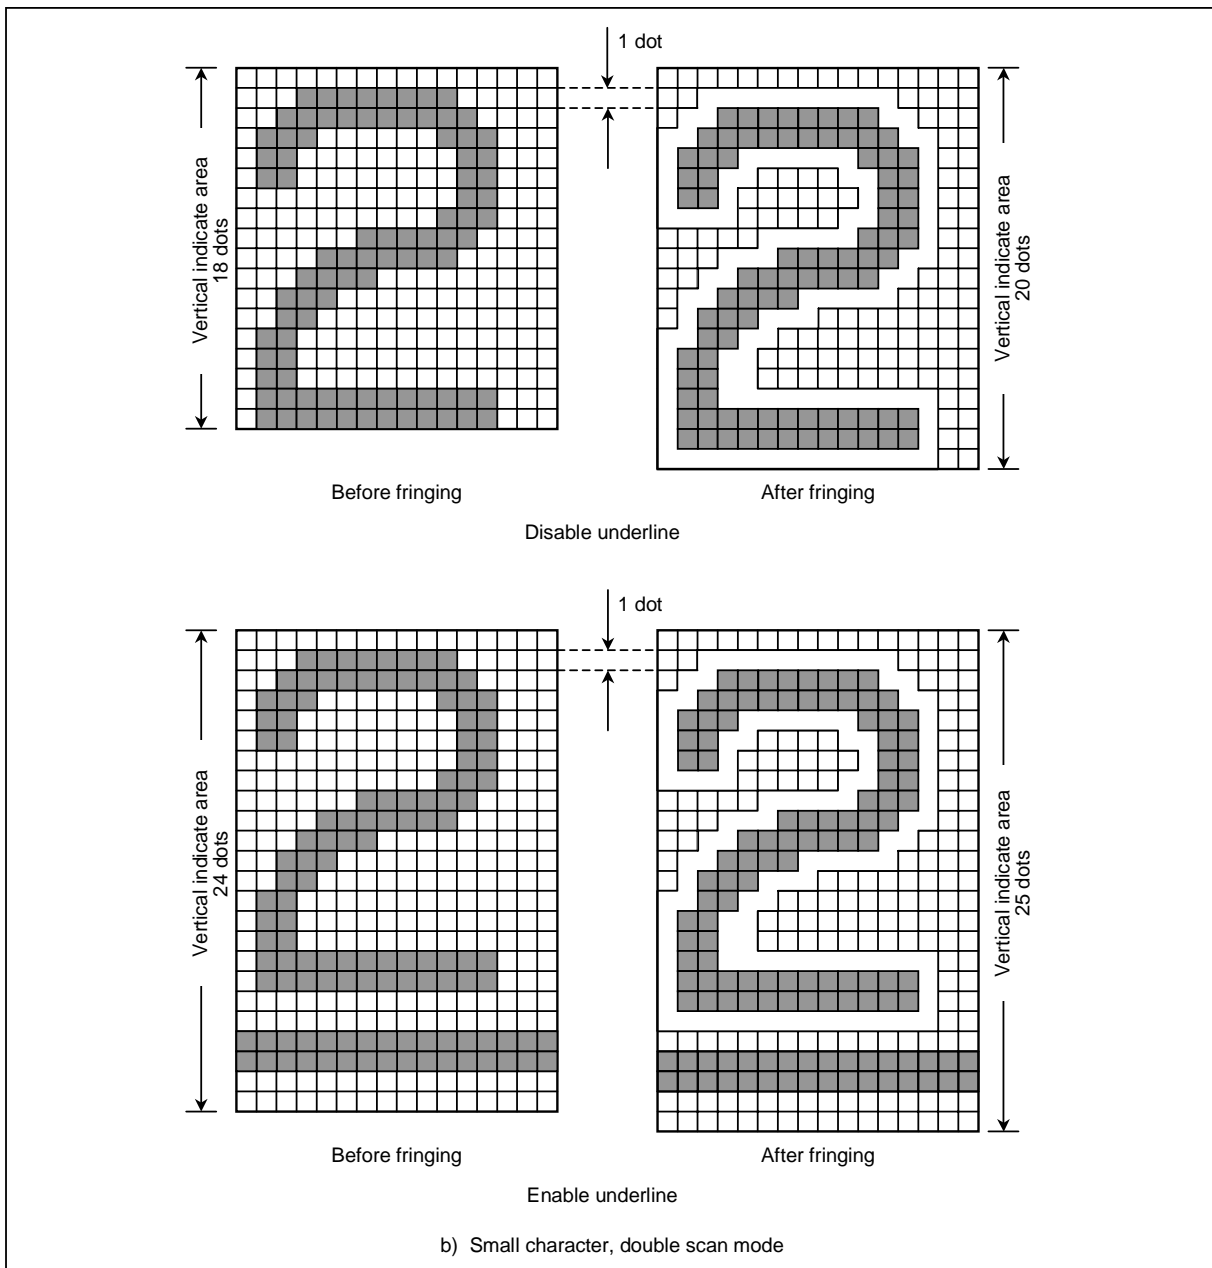 1 dot
Vertical indicate area
18 dots
Vertical indicate area
20 dots
Before fringing
After fringing
Disable underline
1 dot
Vertical indicate area
24 dots
Vertical indicate area
25 dots
Before fringing
After fringing
Enable underline
b) Small character, double scan mode